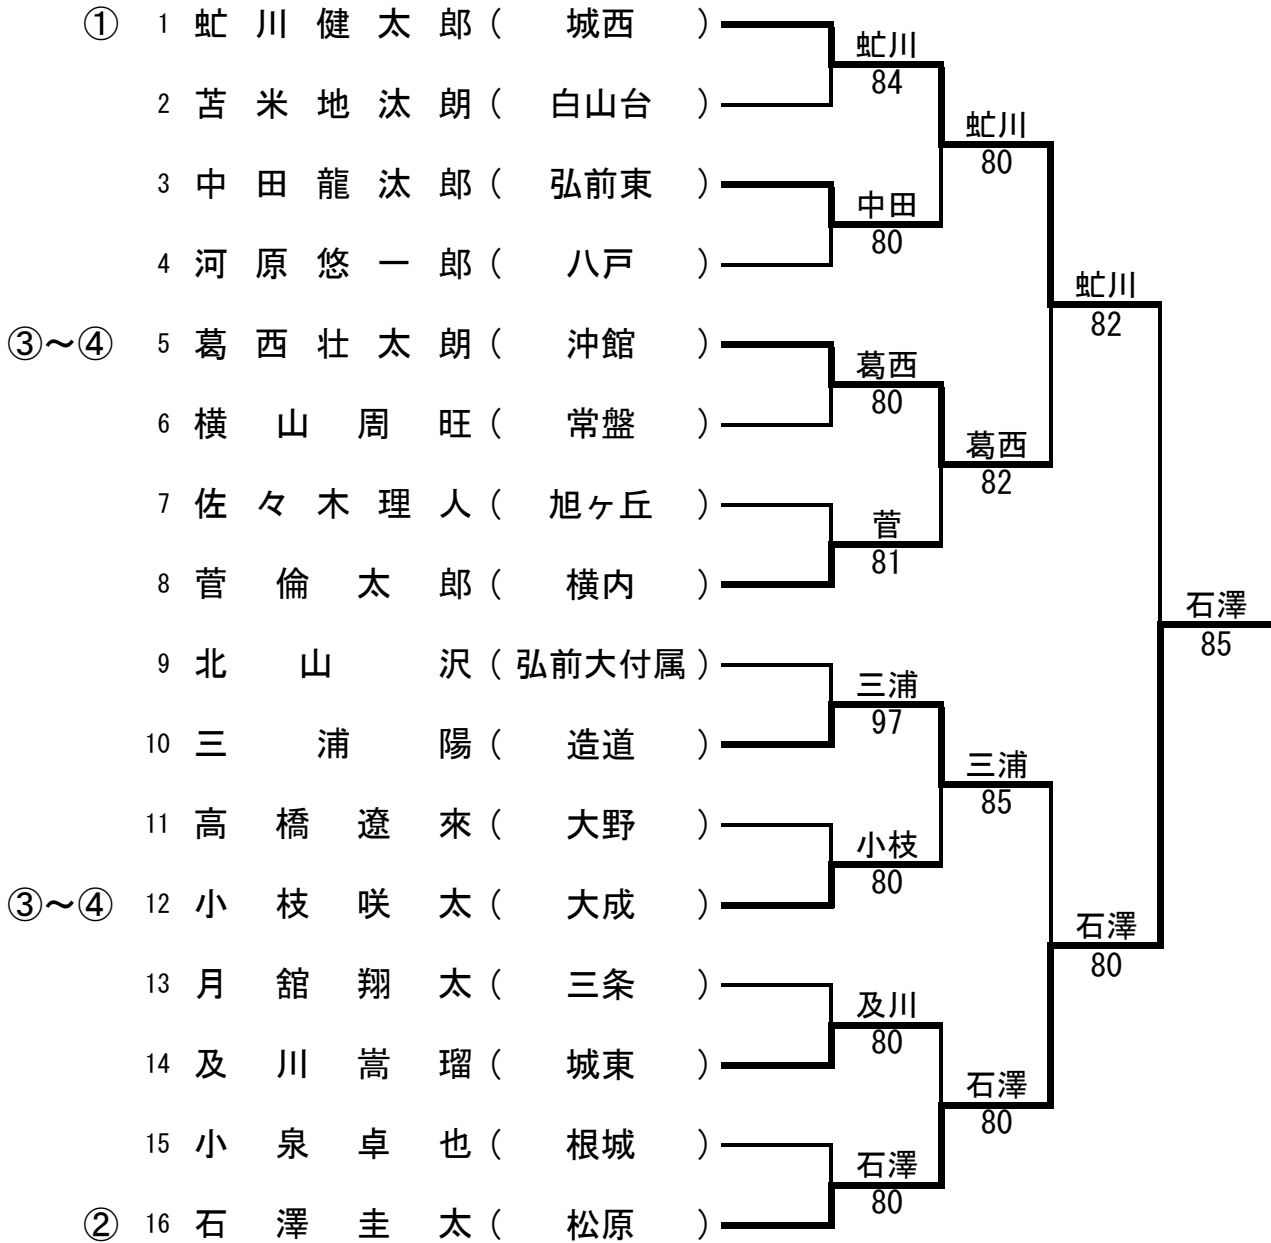 ① 1 虻川健太郎（ 城西 ）
虻川
84
2 苫米地汰朗（ 白山台 ）
虻川
80
3 中田龍汰郎（ 弘前東 ）
中田
80
4 河原悠一郎（ 八戸 ）
虻川
82
③～④ 5 葛西壮太朗（ 沖館 ）
葛西
80
6 横山周旺（ 常盤 ）
葛西
82
7 佐々木理人（ 旭ヶ丘 ）
菅
81
8 菅倫太郎（ 横内 ）
石澤
85
9 北山沢（ 弘前大付属 ）
三浦
97
10 三浦陽（ 造道 ）
三浦
85
11 高橋遼來（ 大野 ）
小枝
80
③～④ 12 小枝咲太（ 大成 ）
石澤
80
13 月舘翔太（ 三条 ）
及川
80
14 及川嵩瑠（ 城東 ）
石澤
80
15 小泉卓也（ 根城 ）
石澤
80
② 16 石澤圭太（ 松原 ）